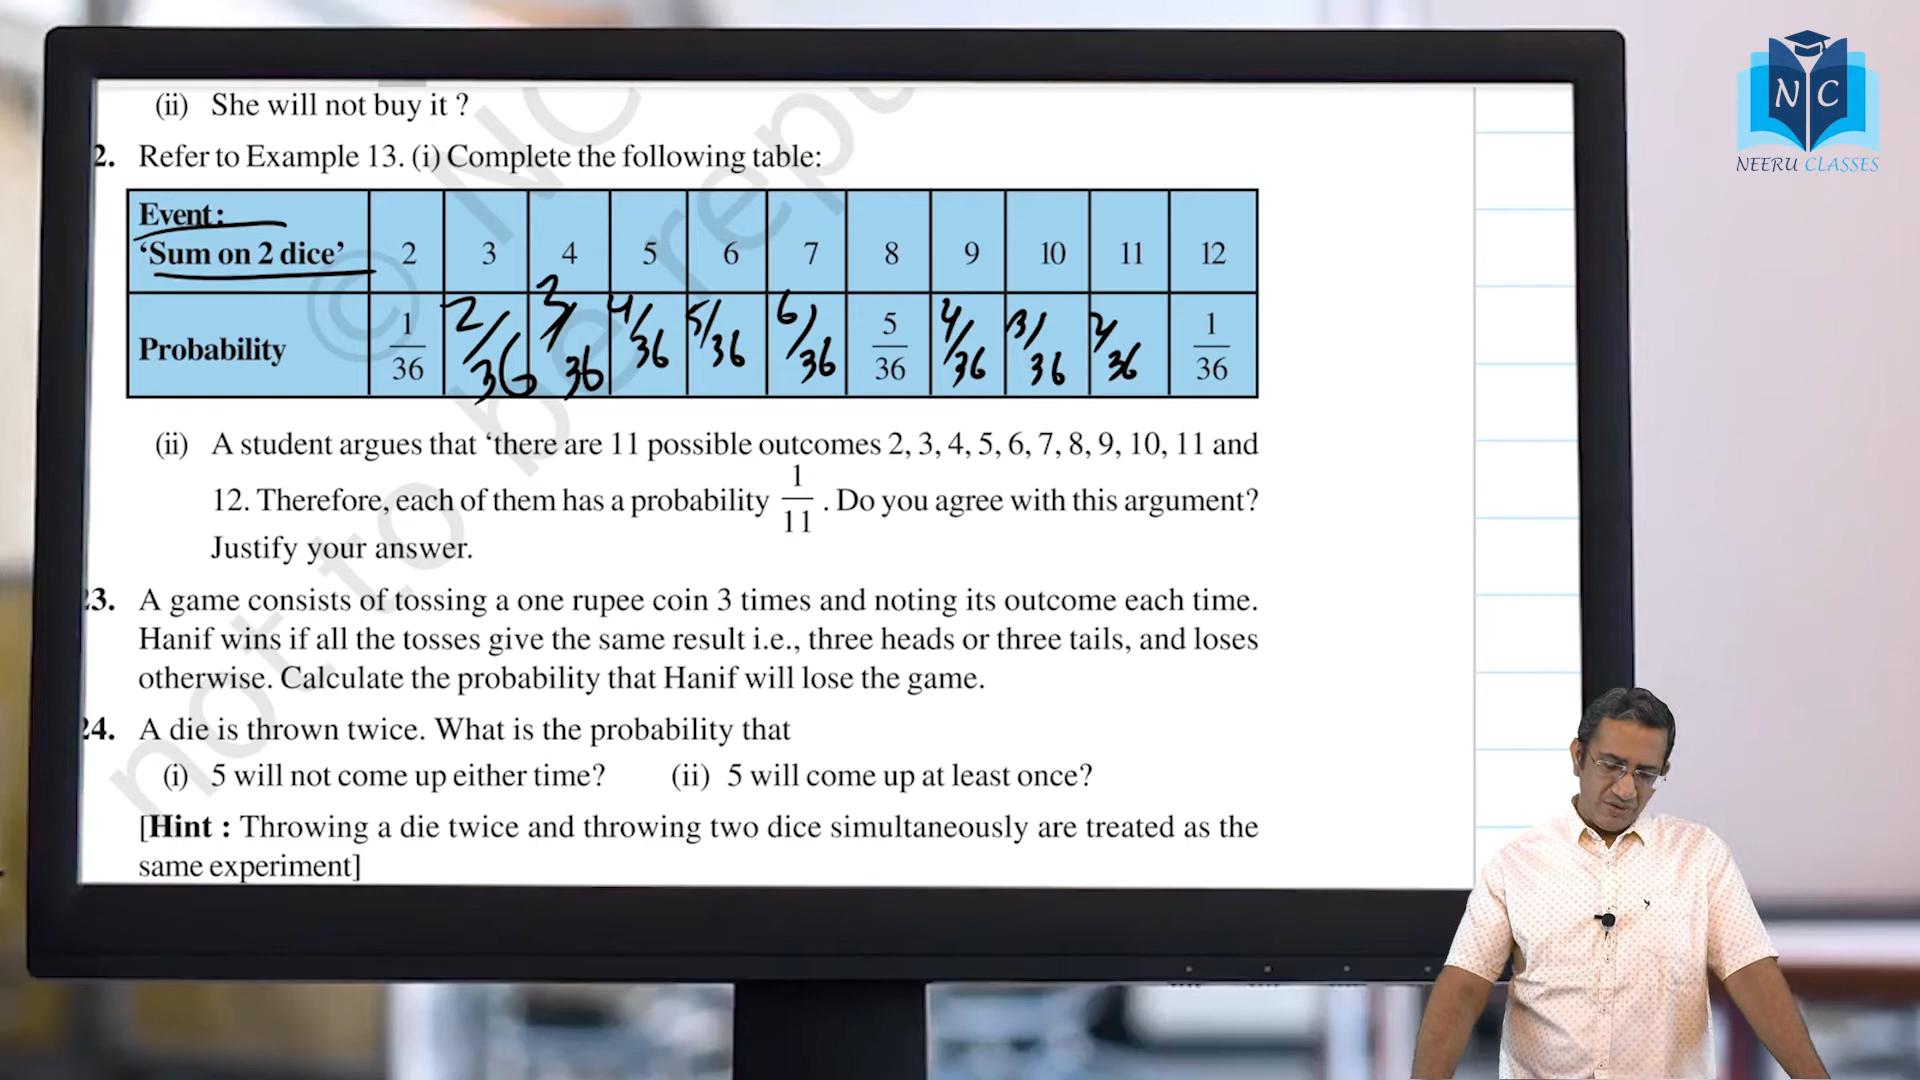 N C
NEERU CLASSES
(ii) She will not buy it ?
2. Refer to Example 13. (i) Complete the following table:
Event:
‘Sum on 2 dice’ 2 3 4 5 6 7 8 9 10 11 12
Probability 1/36 2/36 3/36 4/36 5/36 6/36 5/36 4/36 3/36 2/36 1/36
(ii) A student argues that ‘there are 11 possible outcomes 2, 3, 4, 5, 6, 7, 8, 9, 10, 11 and
12. Therefore, each of them has a probability 1/11 . Do you agree with this argument?
Justify your answer.
3. A game consists of tossing a one rupee coin 3 times and noting its outcome each time.
Hanif wins if all the tosses give the same result i.e., three heads or three tails, and loses
otherwise. Calculate the probability that Hanif will lose the game.
24. A die is thrown twice. What is the probability that
(i) 5 will not come up either time? (ii) 5 will come up at least once?
[Hint : Throwing a die twice and throwing two dice simultaneously are treated as the
same experiment]
© NC
not to be repu